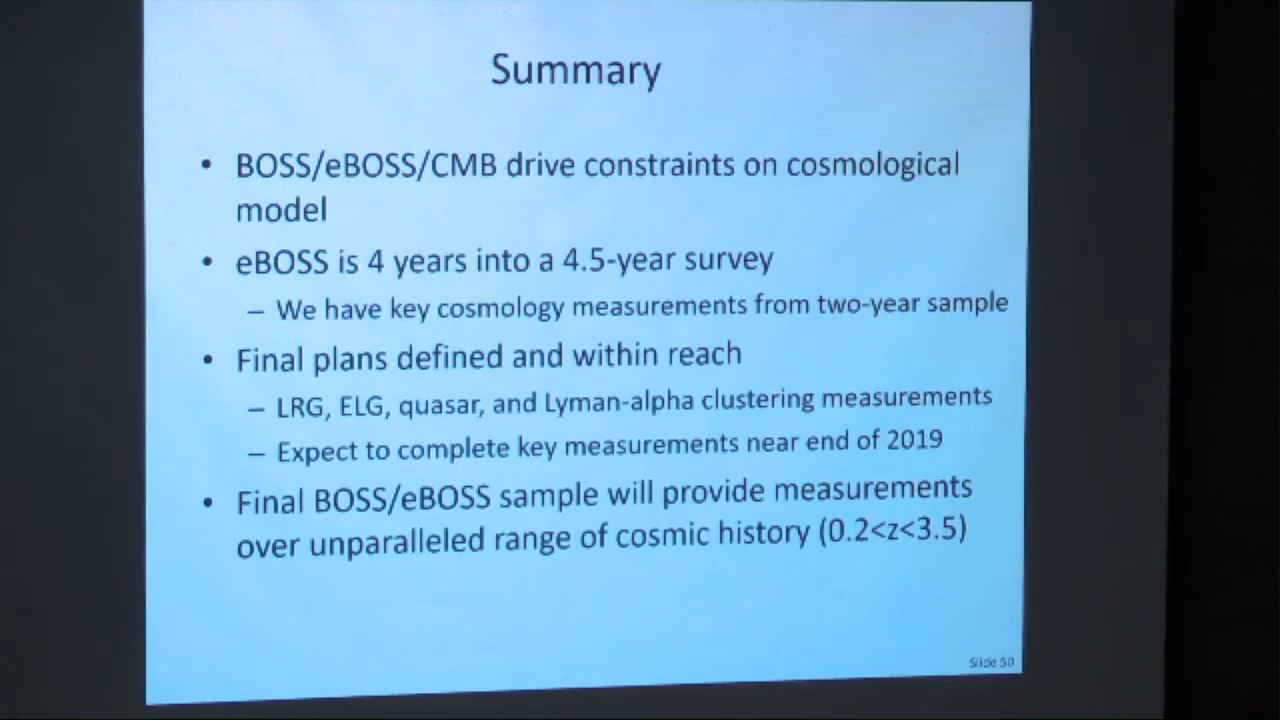 Summary
• BOSS/eBOSS/CMB drive constraints on cosmological
model
• eBOSS is 4 years into a 4.5-year survey
– We have key cosmology measurements from two-year sample
• Final plans defined and within reach
– LRG, ELG, quasar, and Lyman-alpha clustering measurements
– Expect to complete key measurements near end of 2019
• Final BOSS/eBOSS sample will provide measurements
over unparalleled range of cosmic history (0.2<z<3.5)
Slide 50